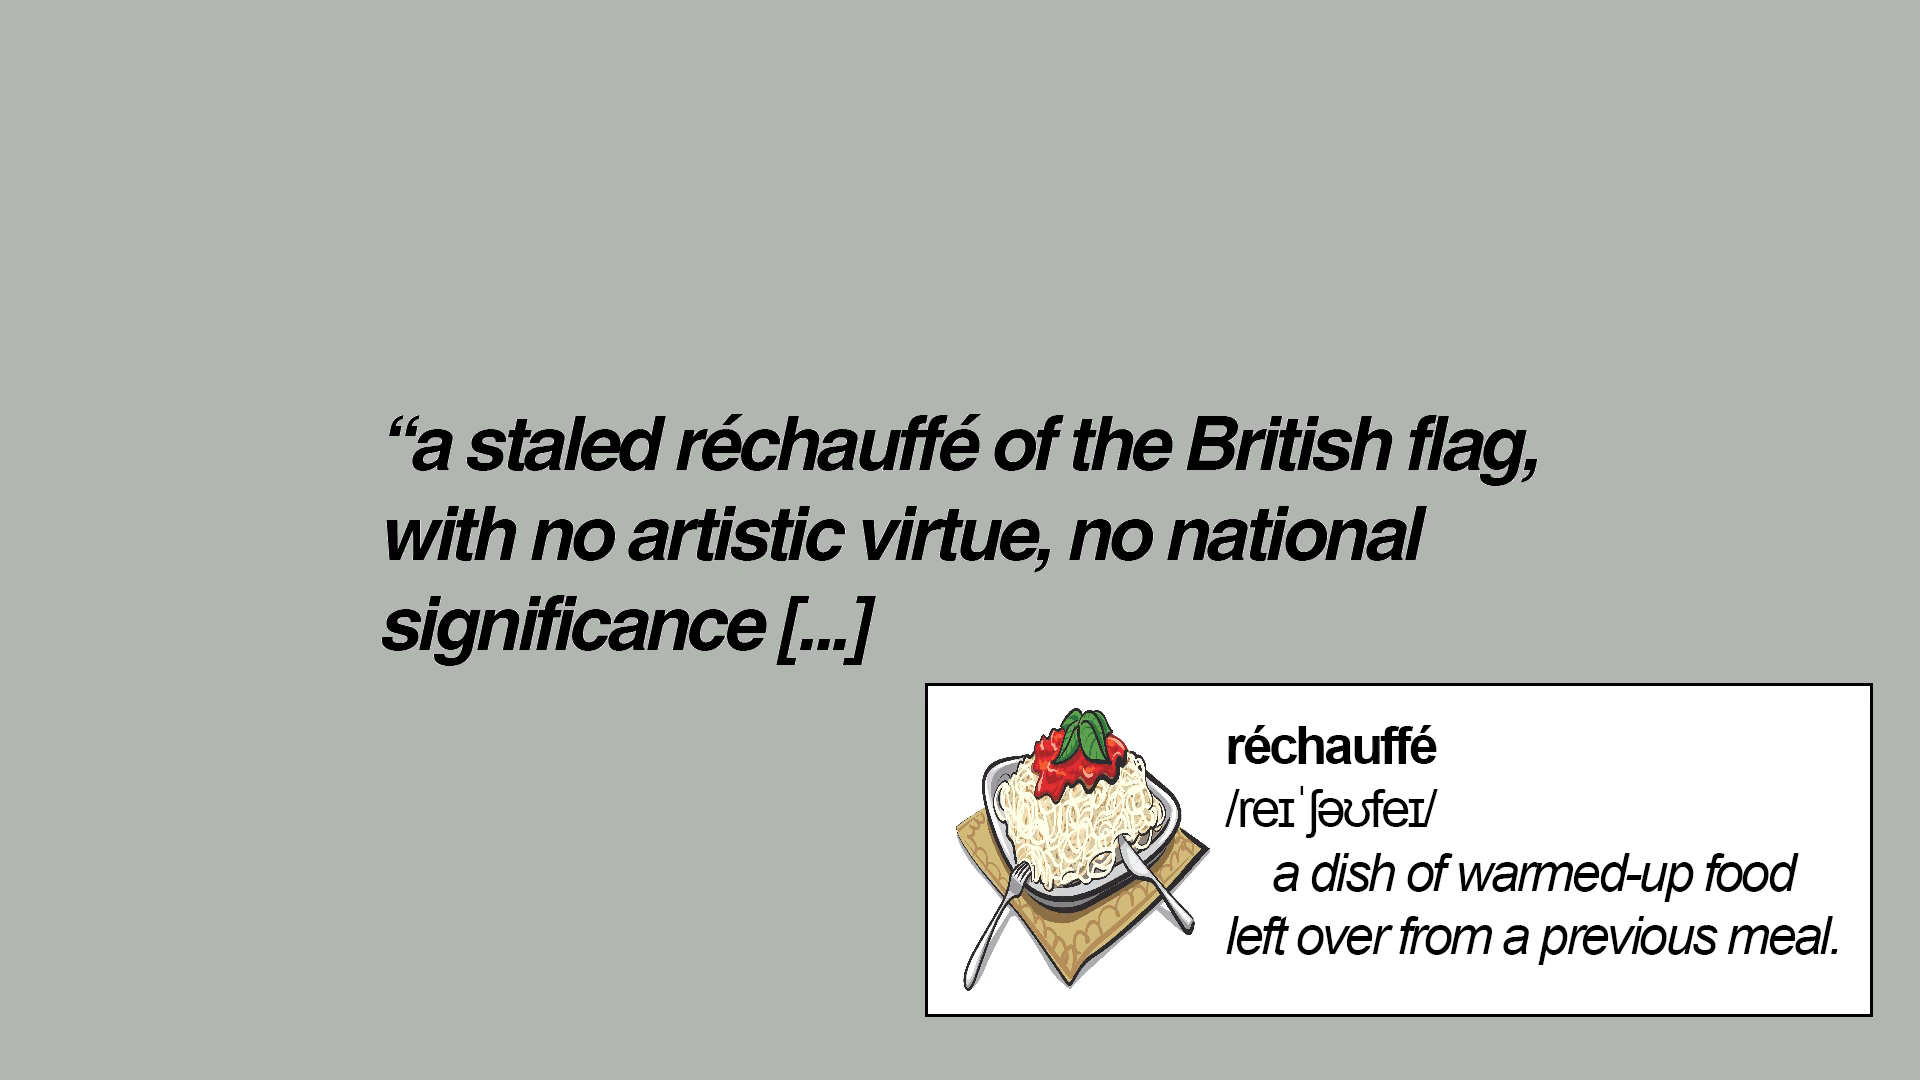 “a staled réchauffé of the British flag,
with no artistic virtue, no national
significance [...]
réchauffé
/reɪˈʃəʊfeɪ/
a dish of warmed-up food
left over from a previous meal.